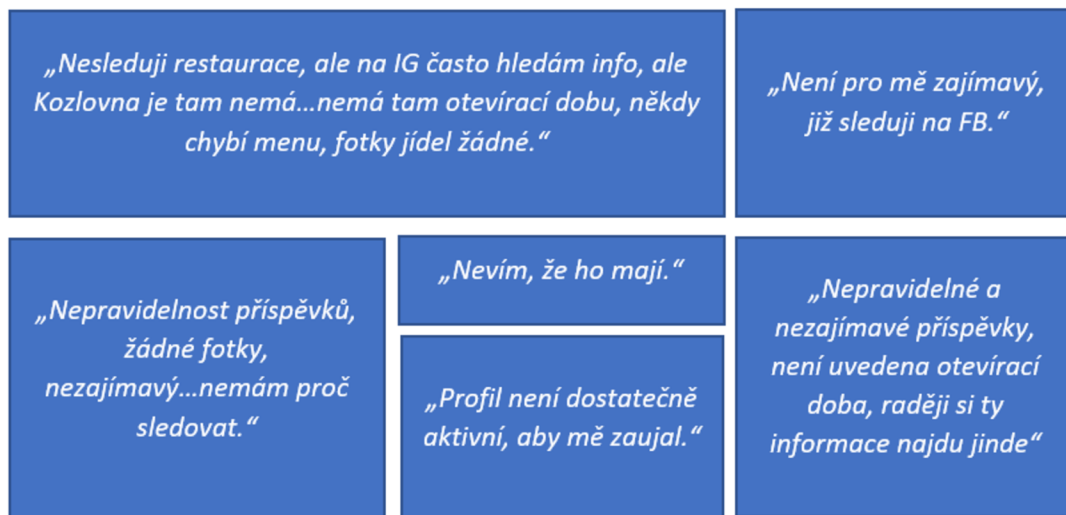 „Nesleduji restaurace, ale na IG často hledám info, ale
Kozlovna je tam nemá…nemá tam otevírací dobu, někdy
chybí menu, fotky jídel žádné.“
„Není pro mě zajímavý,
již sleduji na FB.“
„Nepravidelnost příspěvků,
žádné fotky,
nezajímavý…nemám proč
sledovat.“
„Nevím, že ho mají.“
„Profil není dostatečně
aktivní, aby mě zaujal.“
„Nepravidelné a
nezajímavé příspěvky,
není uvedena otevírací
doba, raději si ty
informace najdu jinde“